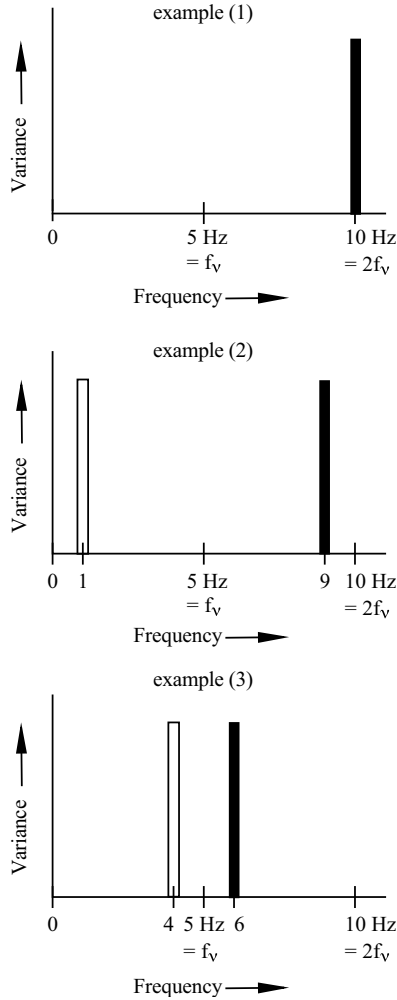 example (1)
Variance
0 5 Hz 10 Hz
= fν = 2fν
Frequency
example (2)
Variance
0 1 5 Hz 9 10 Hz
= fν = 2fν
Frequency
example (3)
Variance
0 4 5 Hz 6 10 Hz
= fν = 2fν
Frequency